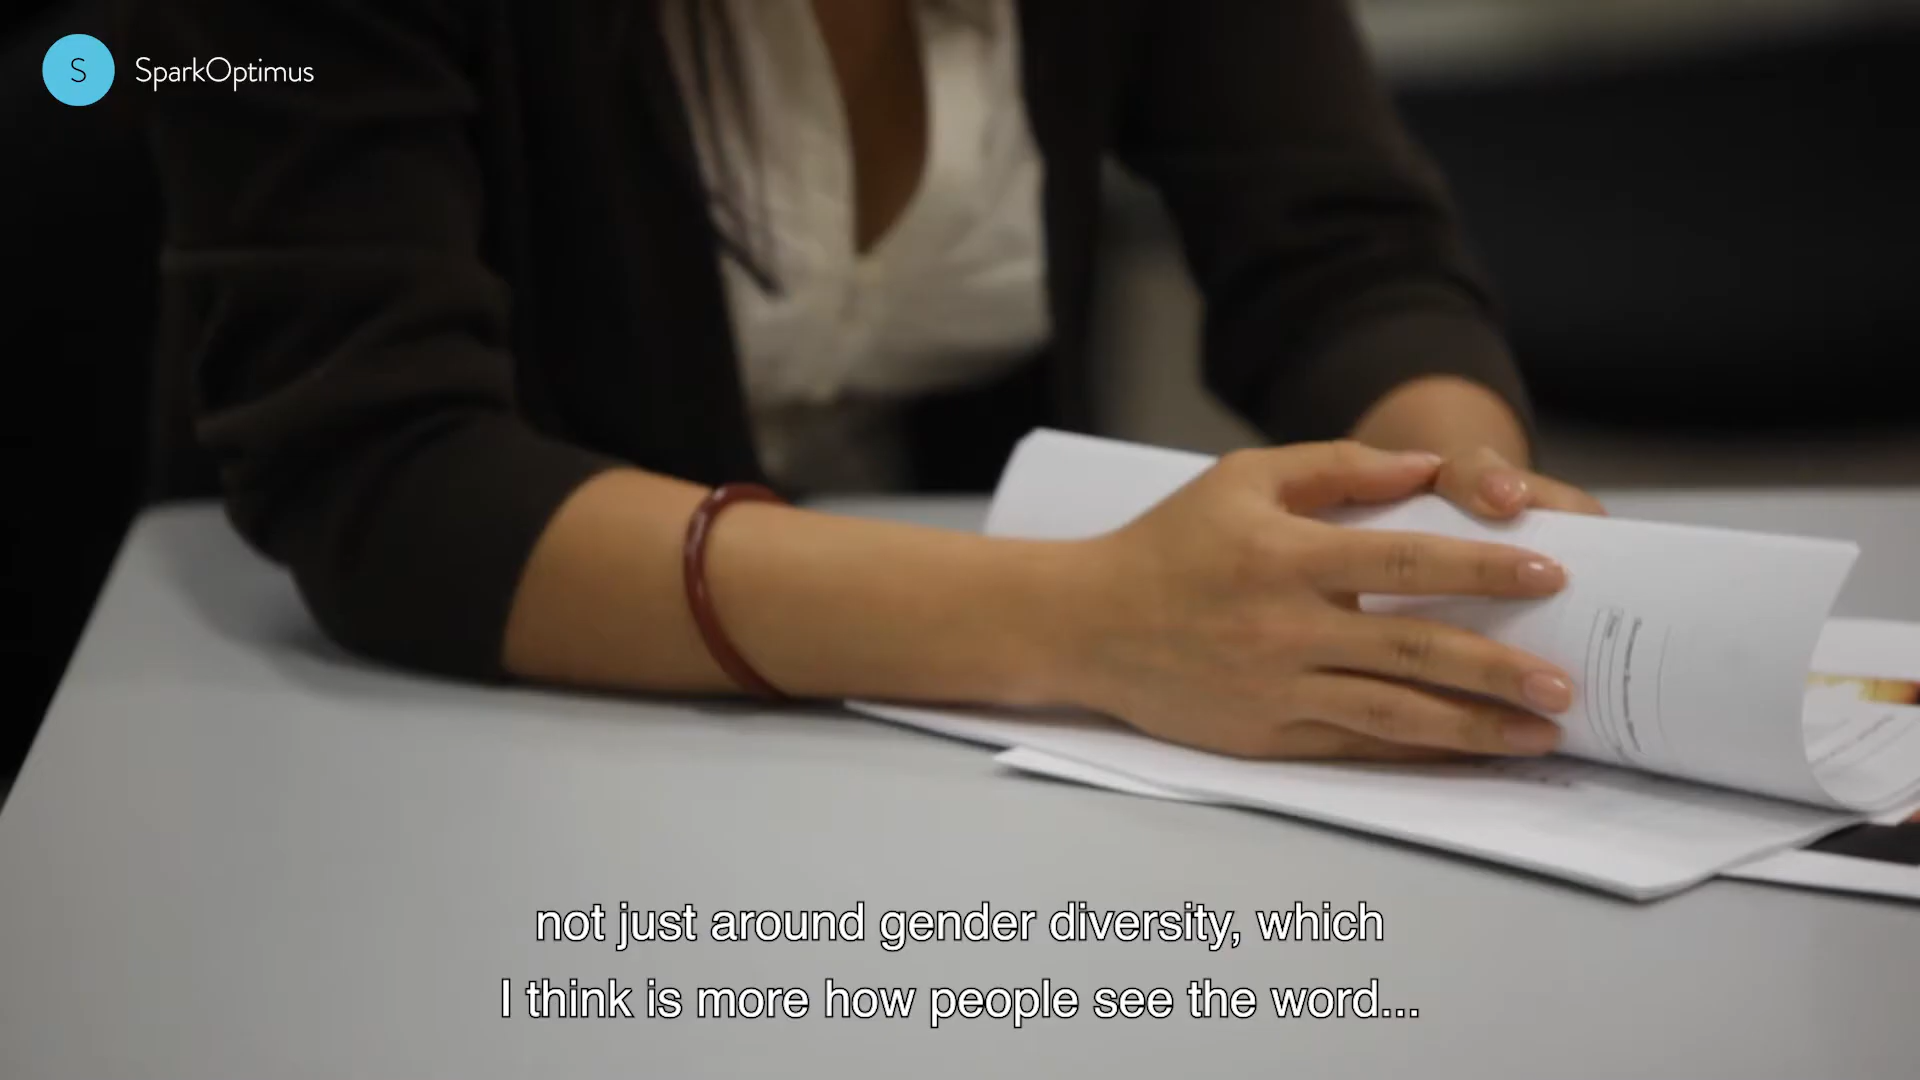 S
SparkOptimus
not just around gender diversity, which
I think is more how people see the word...